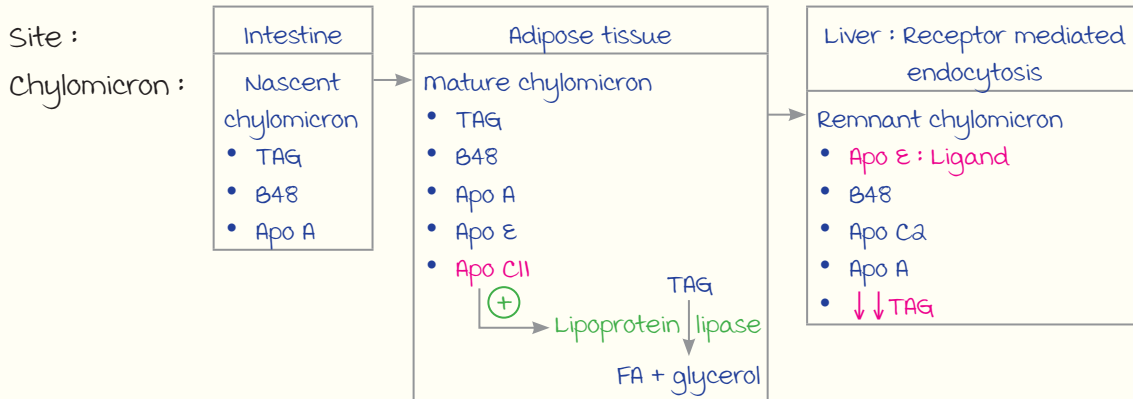 Site :
Intestine
Adipose tissue
Liver : Receptor mediated
endocytosis
Chylomicron :
Nascent
chylomicron
• TAG
• B48
• Apo A
Mature chylomicron
• TAG
• B48
• Apo A
• Apo E
• Apo CII
+
Lipoprotein lipase
TAG
FA + glycerol
Remnant chylomicron
• Apo E : Ligand
• B48
• Apo C2
• Apo A
• ↓↓ TAG